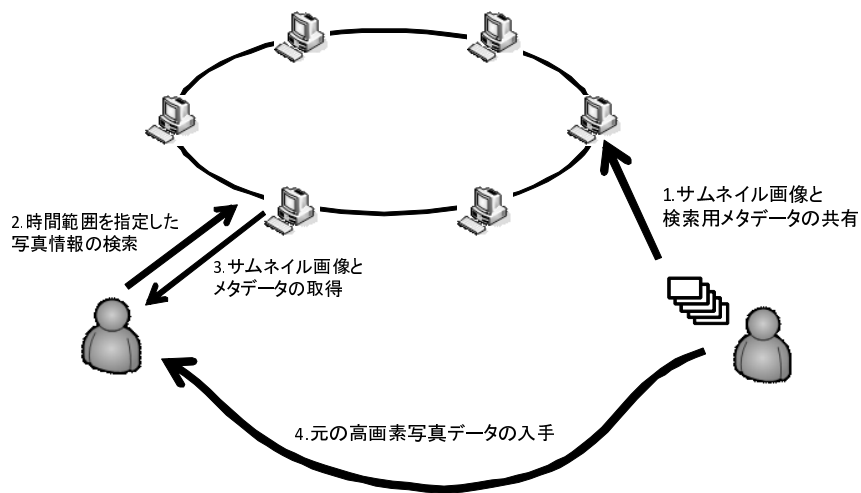 1.サムネイル画像と
検索用メタデータの共有
2.時間範囲を指定した
写真情報の検索
3.サムネイル画像と
メタデータの取得
4.元の高画素写真データの入手